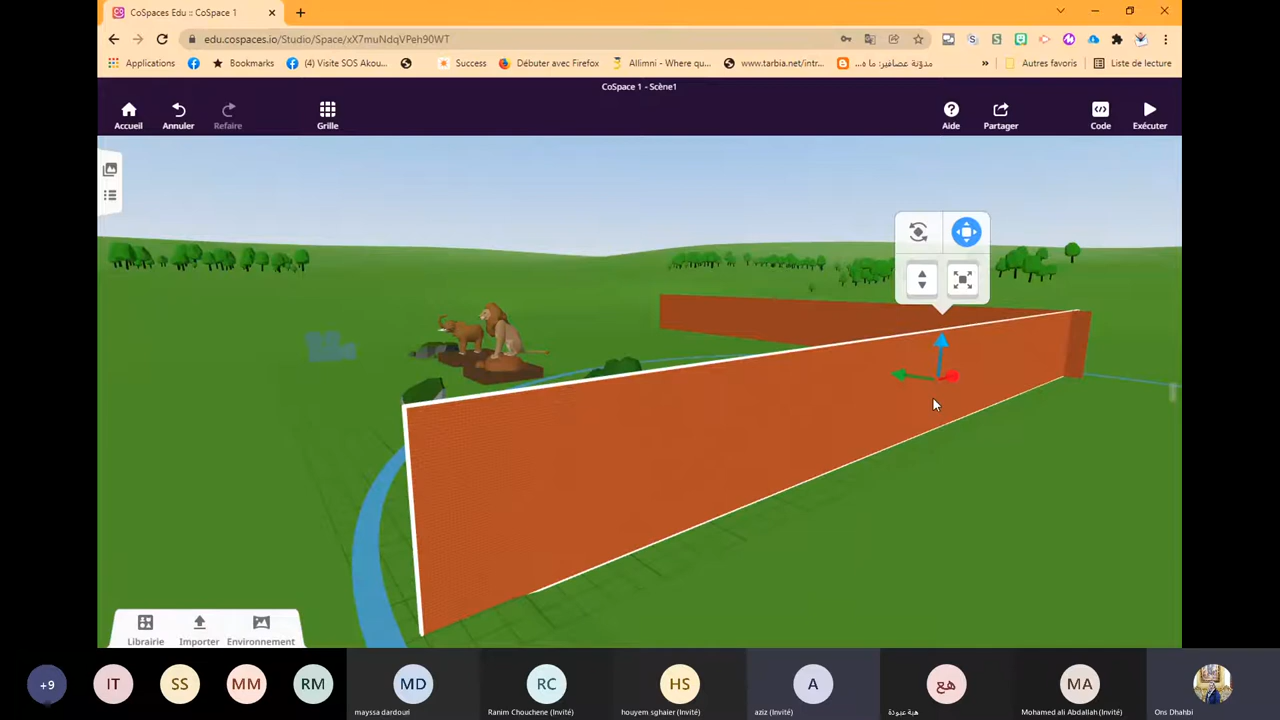 CoSpaces Edu :: CoSpace 1
edu.cospaces.io/Studio/Space/xX7muNdqVPeh90WT
Applications
Bookmarks
(4) Visite SOS Akou...
Success
Débuter avec Firefox
Allimni - Where qu...
www.tarbia.net/intr...
مدوّنة عصافير: ما ه...
»
Autres favoris
Liste de lecture
CoSpace 1 - Scène1
Accueil
Annuler
Refaire
Grille
Aide
Partager
Code
Exécuter
Librairie
Importer
Environnement
+9
IT
SS
MM
RM
MD
RC
HS
A
هع
MA
mayssa dardouri
Ranim Chouchene (Invité)
houyem sghaier (Invité)
aziz (Invité)
هبة عبودة
Mohamed ali Abdallah (Invité)
Ons Dhahbi